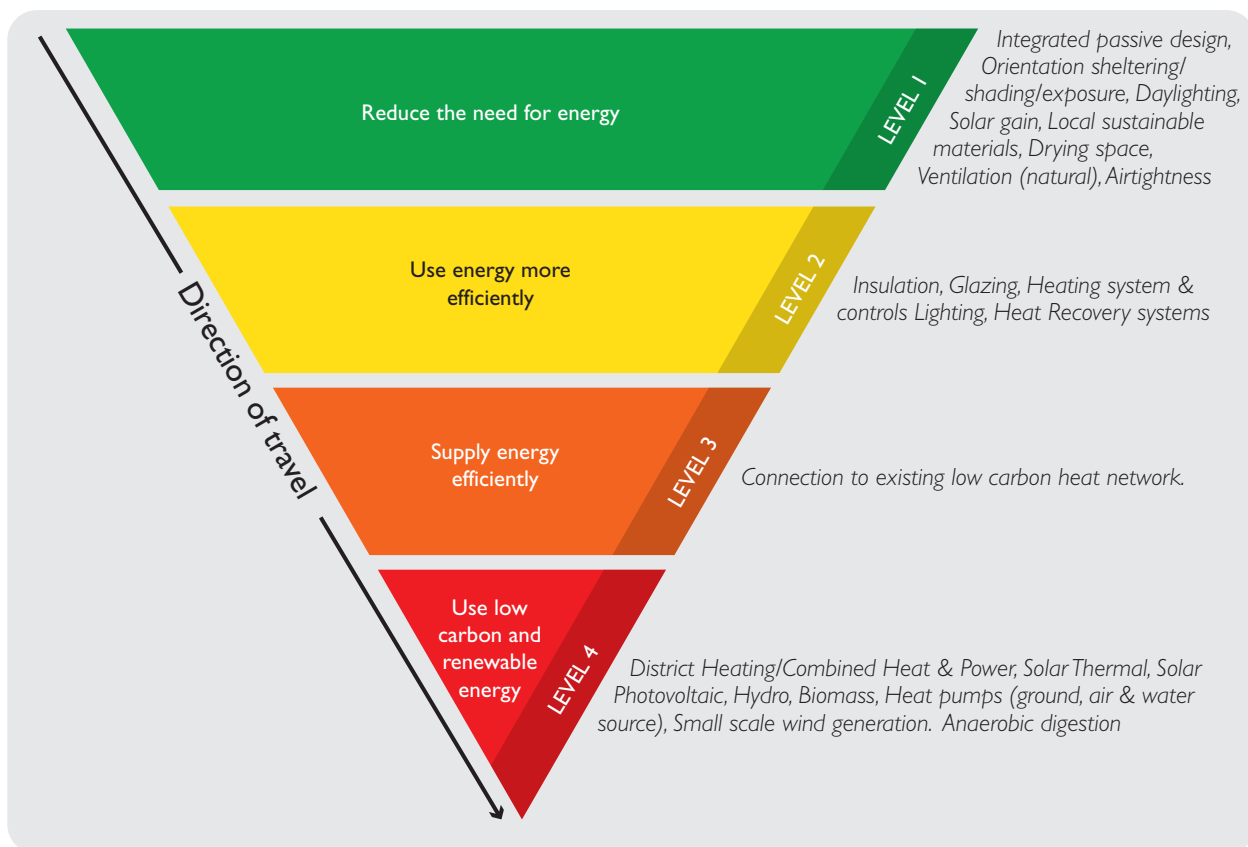 Direction of travel
Reduce the need for energy
LEVEL 1
Integrated passive design,
Orientation sheltering/
shading/exposure, Daylighting,
Solar gain, Local sustainable
materials, Drying space,
Ventilation (natural), Airtightness
Use energy more
efficiently
LEVEL 2
Insulation, Glazing, Heating system &
controls Lighting, Heat Recovery systems
Supply energy
efficiently
LEVEL 3
Connection to existing low carbon heat network.
Use low
carbon and
renewable
energy
LEVEL 4
District Heating/Combined Heat & Power, Solar Thermal, Solar
Photovoltaic, Hydro, Biomass, Heat pumps (ground, air & water
source), Small scale wind generation.  Anaerobic digestion